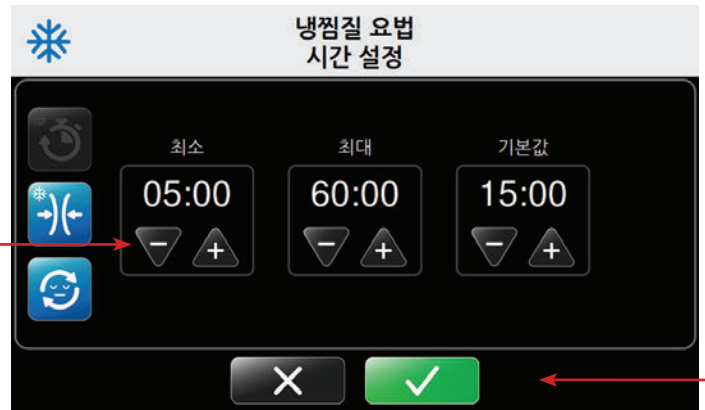 냉찜질 요법
시간 설정
최소 최대 기본값
05:00 60:00 15:00
− + − + − +